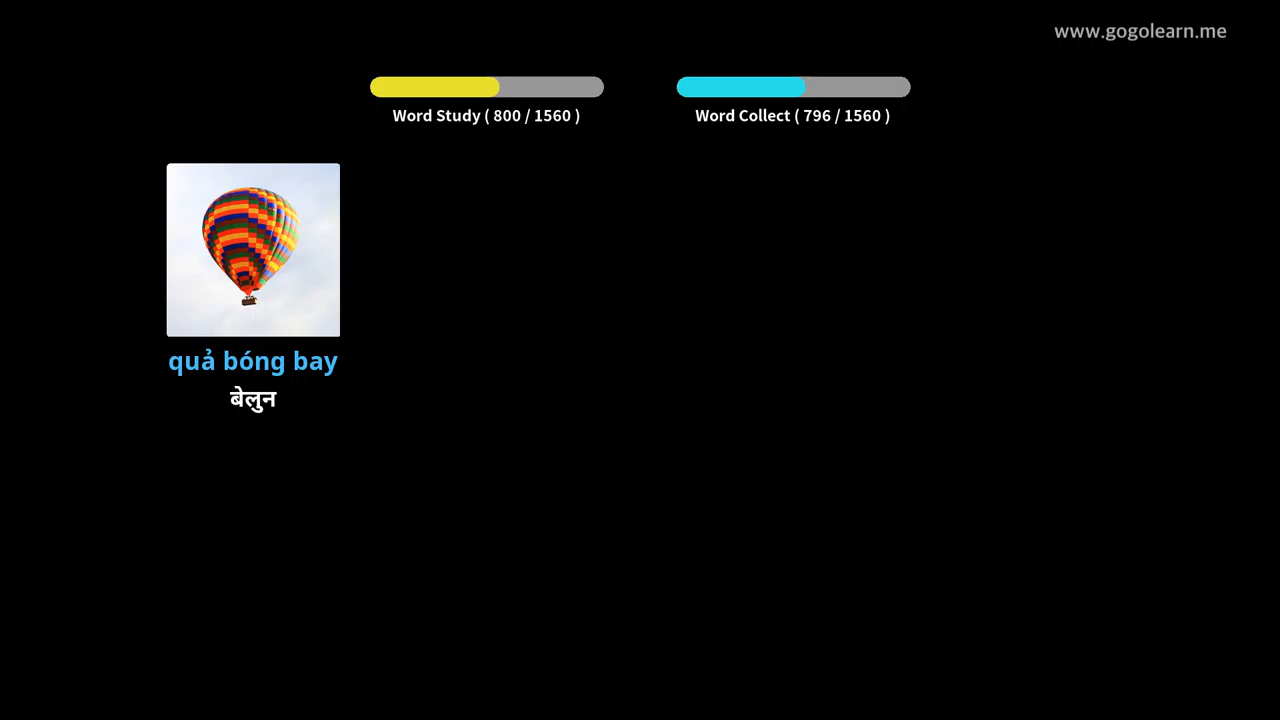 www.gogolearn.me
Word Study ( 800 / 1560 )
Word Collect ( 796 / 1560 )
quả bóng bay
बेलुन